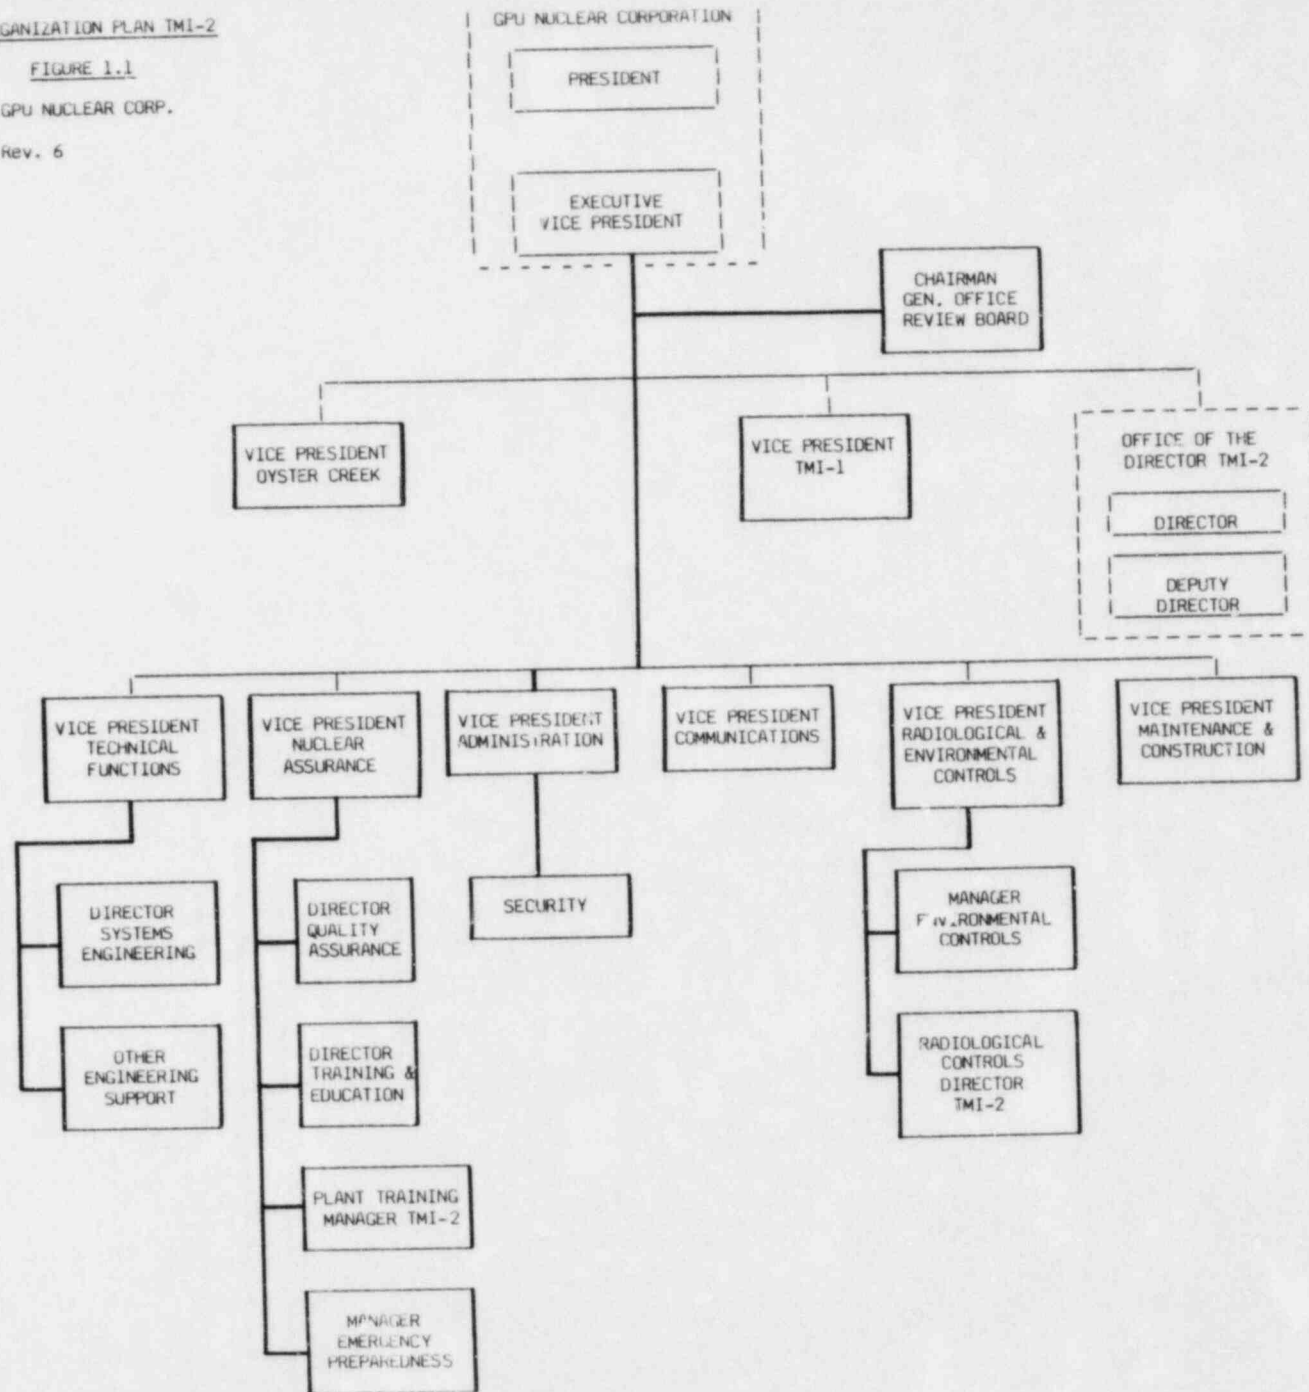 GANIZATION PLAN TMI-2
FIGURE 1.1
GPU NUCLEAR CORP.
Rev. 6
GPU NUCLEAR CORPORATION
PRESIDENT
EXECUTIVE
VICE PRESIDENT
CHAIRMAN
GEN. OFFICE
REVIEW BOARD
VICE PRESIDENT
OYSTER CREEK
VICE PRESIDENT
TMI-1
OFFICE OF THE
DIRECTOR TMI-2
DIRECTOR
DEPUTY
DIRECTOR
VICE PRESIDENT
TECHNICAL
FUNCTIONS
VICE PRESIDENT
NUCLEAR
ASSURANCE
VICE PRESIDENT
ADMINISTRATION
VICE PRESIDENT
COMMUNICATIONS
VICE PRESIDENT
RADIOLOGICAL &
ENVIRONMENTAL
CONTROLS
VICE PRESIDENT
MAINTENANCE &
CONSTRUCTION
DIRECTOR
SYSTEMS
ENGINEERING
OTHER
ENGINEERING
SUPPORT
DIRECTOR
QUALITY
ASSURANCE
DIRECTOR
TRAINING &
EDUCATION
PLANT TRAINING
MANAGER TMI-2
MANAGER
EMERGENCY
PREPAREDNESS
SECURITY
MANAGER
ENVIRONMENTAL
CONTROLS
RADIOLOGICAL
CONTROLS
DIRECTOR
TMI-2